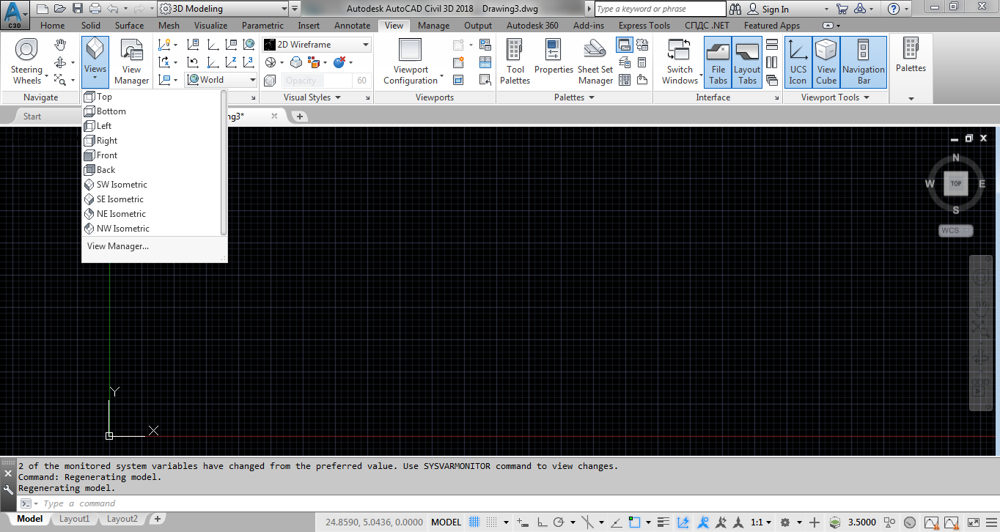 A C3D 3D Modeling Autodesk AutoCAD Civil 3D 2018 Drawing3.dwg Type a keyword or phrase Sign In
Home Solid Surface Mesh Visualize Parametric Insert Annotate View Manage Output Autodesk 360 Add-ins Express Tools СПДС .NET Featured Apps
Steering Wheels
Navigate
Views
View Manager
World
2D Wireframe
Opacity 60
Visual Styles
Viewport Configuration
Viewports
Tool Palettes
Properties
Sheet Set Manager
Palettes
Switch Windows
File Tabs
Layout Tabs
Interface
UCS Icon
View Cube
Navigation Bar
Viewport Tools
Palettes
Start
ng3*
Top
Bottom
Left
Right
Front
Back
SW Isometric
SE Isometric
NE Isometric
NW Isometric
View Manager...
N
W TOP E
S
WCS
Y
X
2 of the monitored system variables have changed from the preferred value. Use SYSVARMONITOR command to view changes.
Command: Regenerating model.
Regenerating model.
Type a command
Model Layout1 Layout2 + 24.8590, 5.0436, 0.0000 MODEL 1:1 3.5000